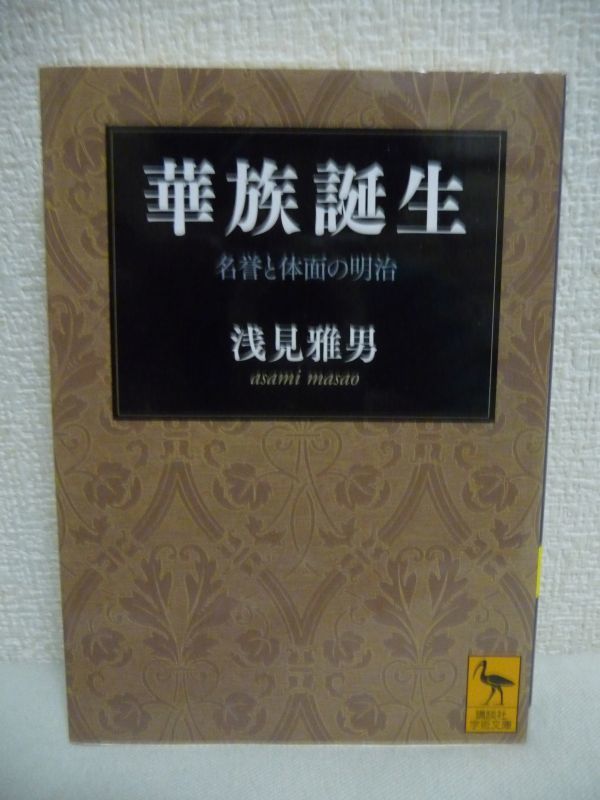 華族誕生
名誉と体面の明治
浅見雅男
asami masao
講談社
学術文庫